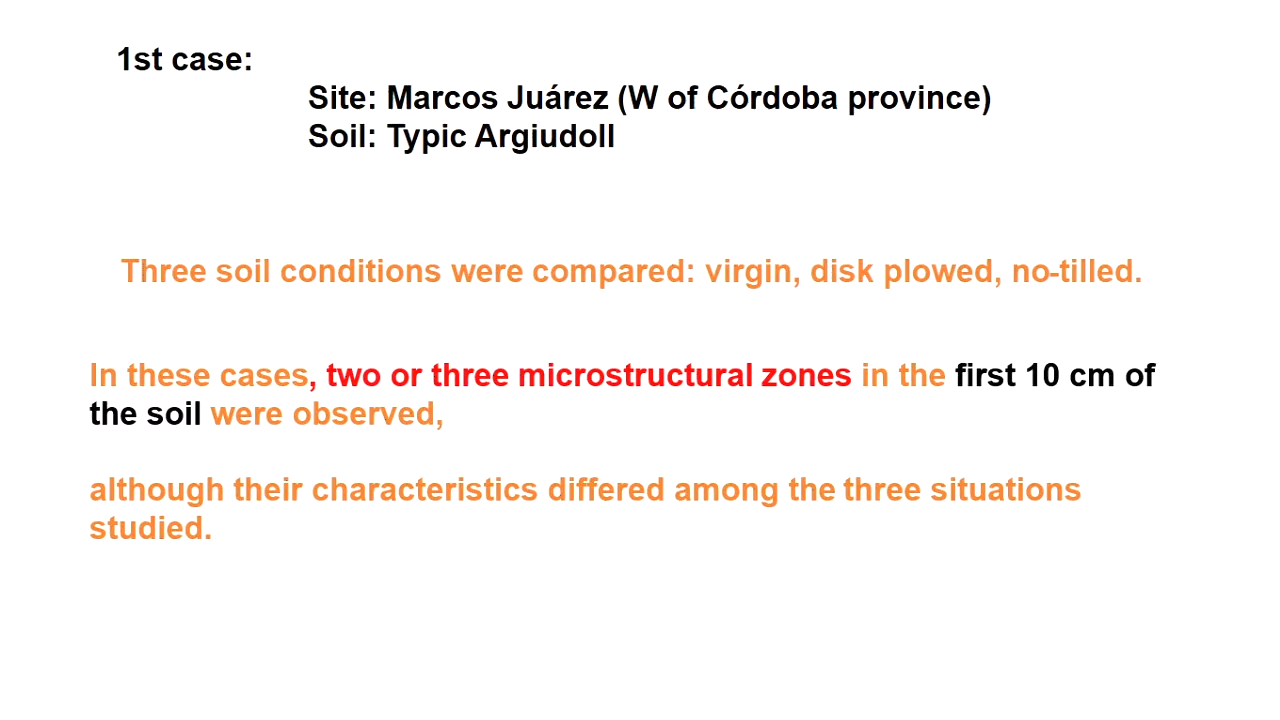 1st case:
Site: Marcos Juárez (W of Córdoba province)
Soil: Typic Argiudoll
Three soil conditions were compared: virgin, disk plowed, no-tilled.
In these cases, two or three microstructural zones in the first 10 cm of
the soil were observed,
although their characteristics differed among the three situations
studied.